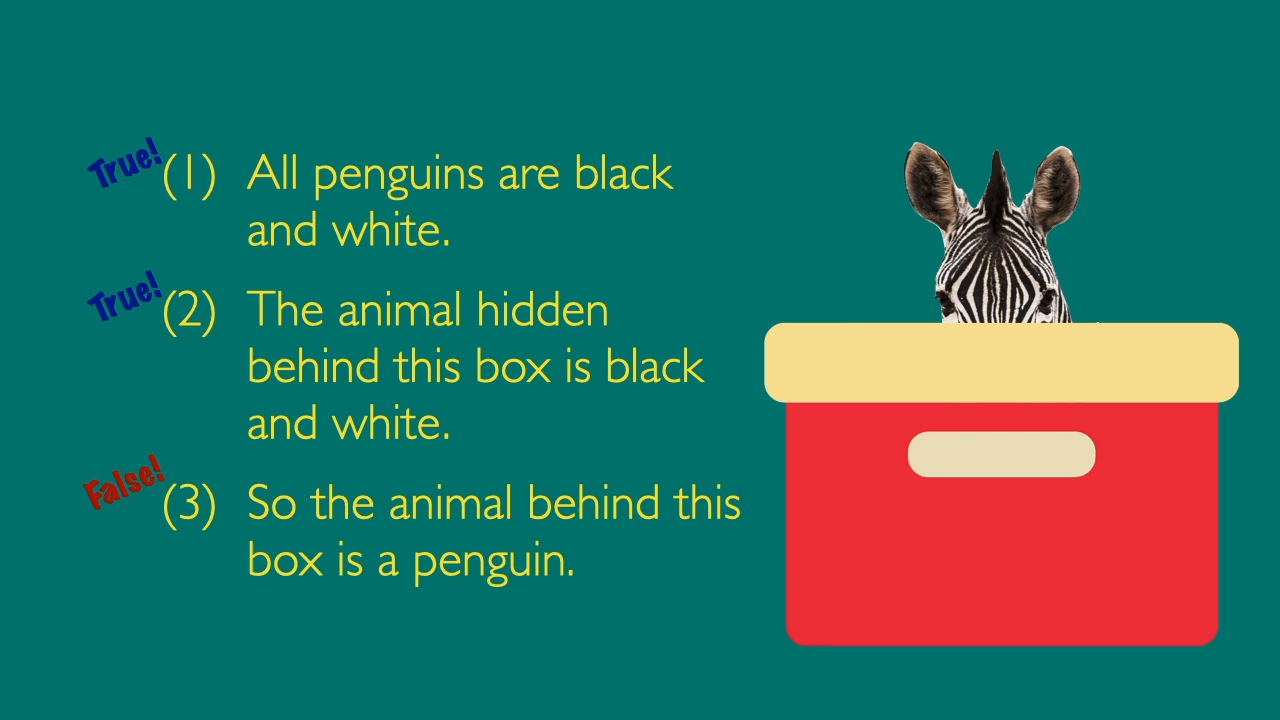 True! (1) All penguins are black
and white.
True! (2) The animal hidden
behind this box is black
and white.
False! (3) So the animal behind this
box is a penguin.